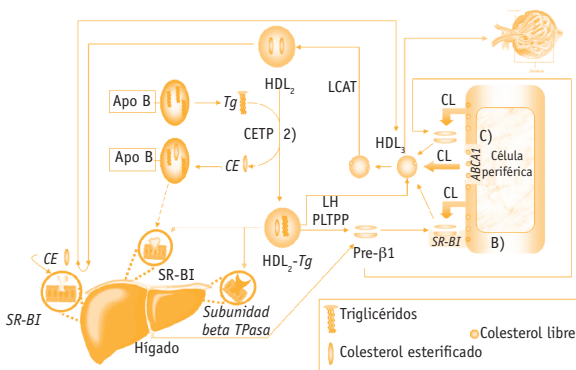 HDL2
Apo B
Tg
LCAT
CL
CETP 2)
HDL3
C)
CL
ABCA1
Célula
periférica
Apo B
CE
CL
LH
PLTPP
HDL2-Tg
Pre-β1
SR-BI
B)
CE
SR-BI
SR-BI
Subunidad
beta TPasa
Hígado
Triglicéridos
Colesterol libre
Colesterol esterificado